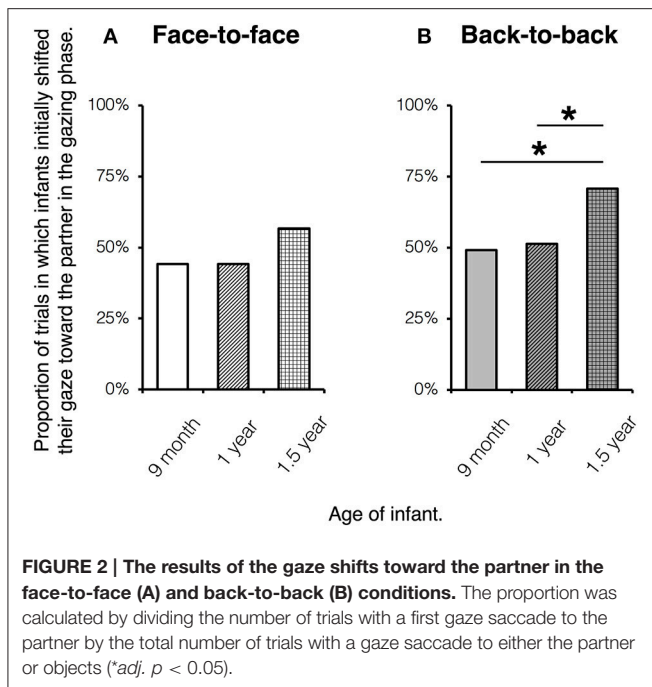 A Face-to-face
B Back-to-back
Proportion of trials in which infants initially shifted
their gaze toward the partner in the gazing phase.
100%
75%
50%
25%
0%
9 month
1 year
1.5 year
100%
75%
50%
25%
0%
*
*
9 month
1 year
1.5 year
Age of infant.
FIGURE 2 | The results of the gaze shifts toward the partner in the
face-to-face (A) and back-to-back (B) conditions. The proportion was
calculated by dividing the number of trials with a first gaze saccade to the
partner by the total number of trials with a gaze saccade to either the partner
or objects (*adj. p < 0.05).